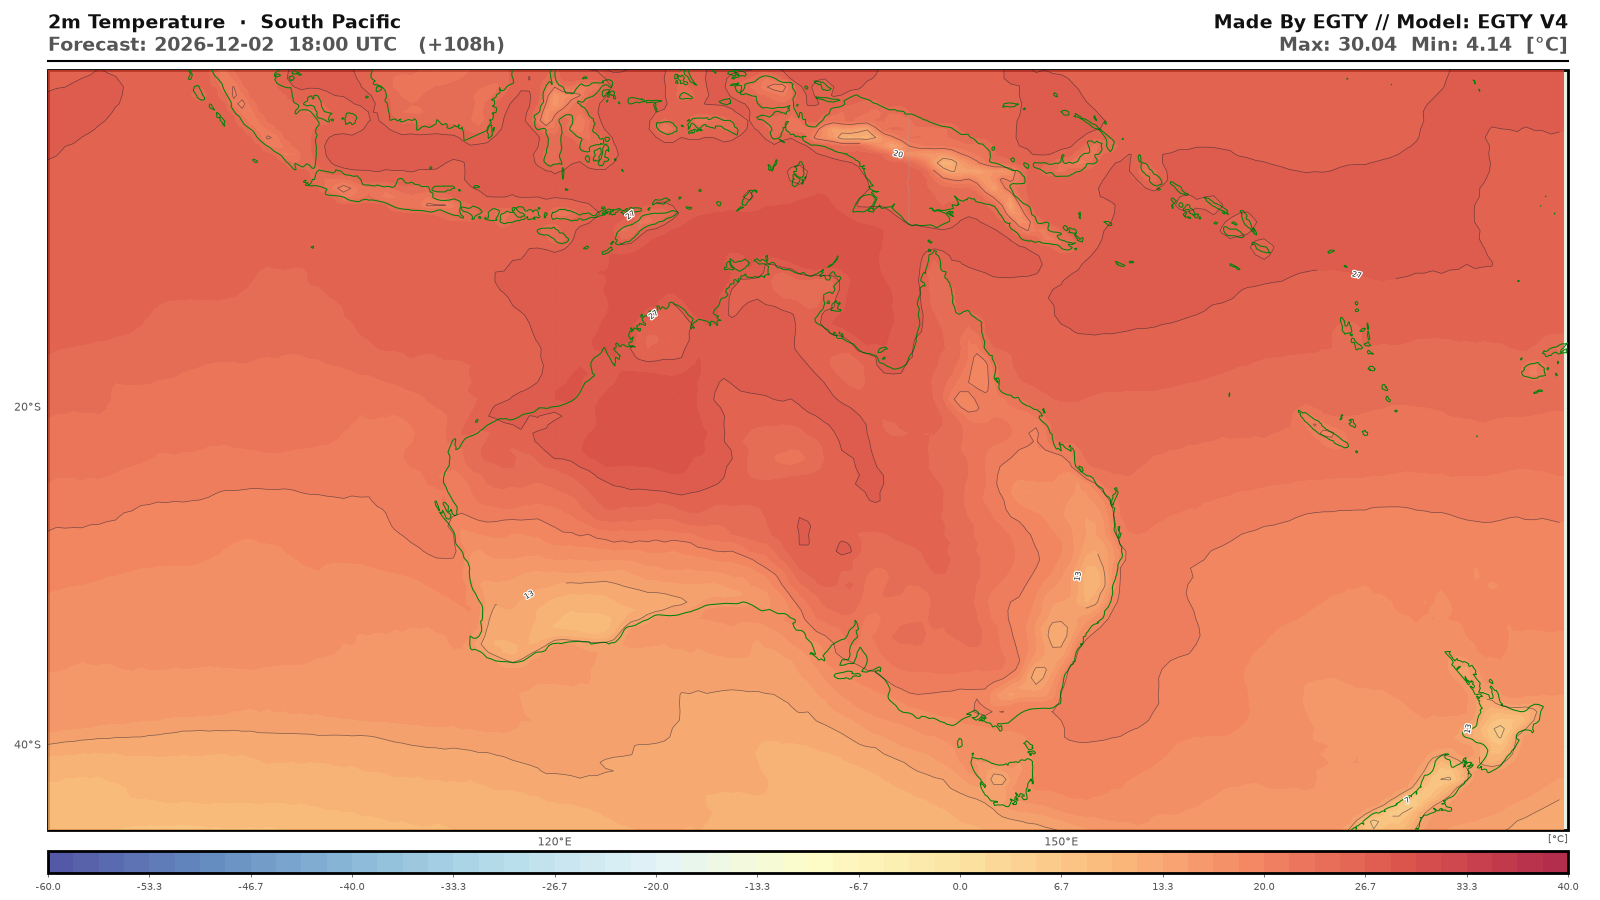 2m Temperature · South Pacific
Made By EGTY // Model: EGTY V4
Forecast: 2026-12-02 18:00 UTC (+108h)
Max: 30.04 Min: 4.14 [°C]
20
27
27
27
20°S
13
13
13
40°S
7
120°E
150°E
[°C]
-60.0
-53.3
-46.7
-40.0
-33.3
-26.7
-20.0
-13.3
-6.7
0.0
6.7
13.3
20.0
26.7
33.3
40.0